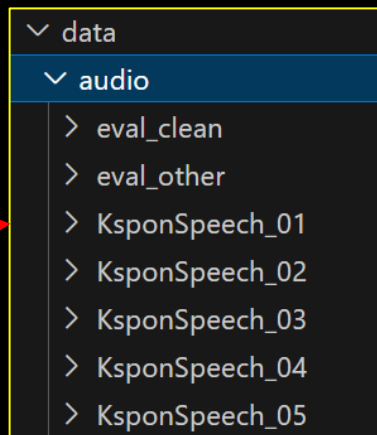 data
audio
eval_clean
eval_other
KsponSpeech_01
KsponSpeech_02
KsponSpeech_03
KsponSpeech_04
KsponSpeech_05